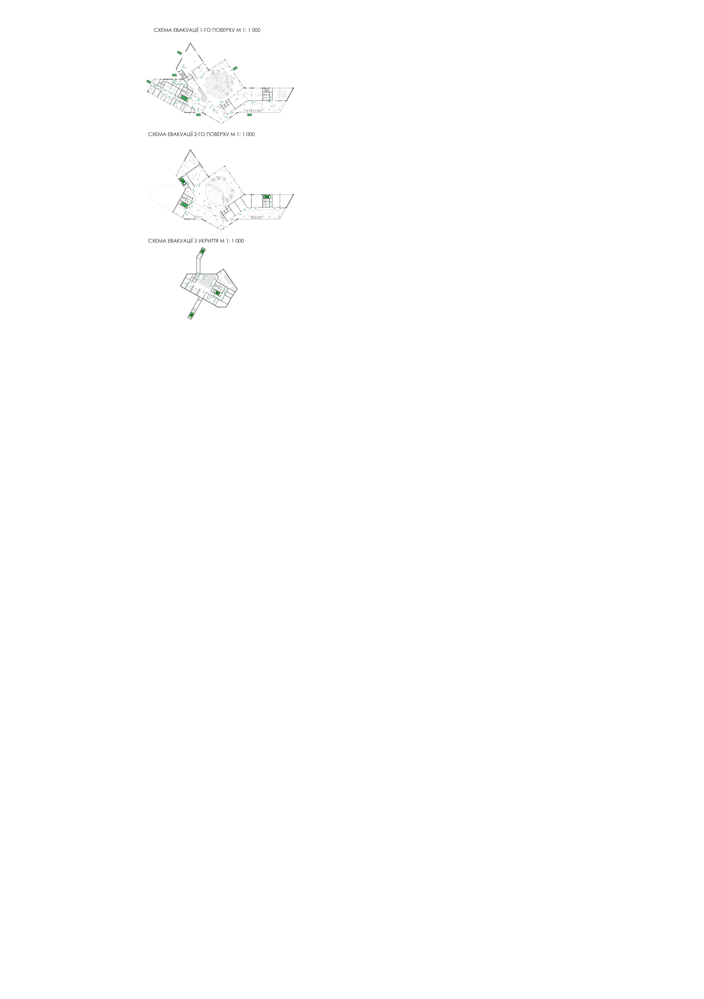 СХЕМА ЕВАКУАЦІЇ 1-ГО ПОВЕРХУ М 1: 1 000
СХЕМА ЕВАКУАЦІЇ 2-ГО ПОВЕРХУ М 1: 1 000
СХЕМА ЕВАКУАЦІЇ З УКРИТТЯ М 1: 1 000